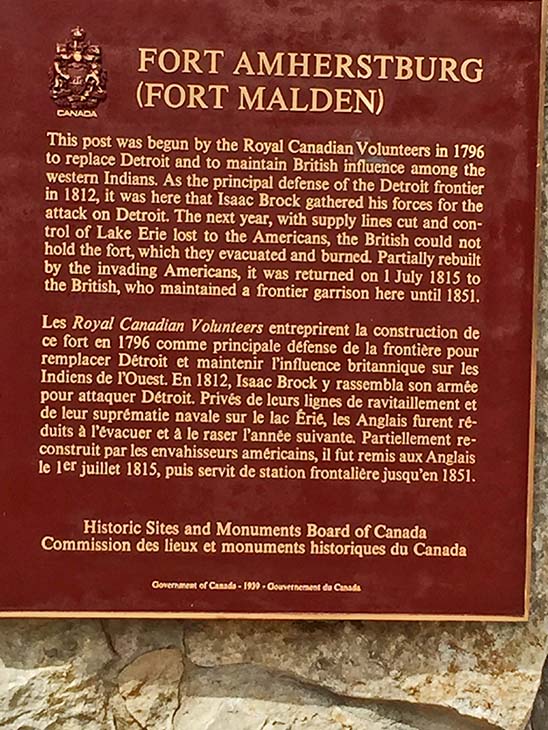 CANADA
FORT AMHERSTBURG
(FORT MALDEN)
This post was begun by the Royal Canadian Volunteers in 1796
to replace Detroit and to maintain British influence among the
western Indians. As the principal defense of the Detroit frontier
in 1812, it was here that Isaac Brock gathered his forces for the
attack on Detroit. The next year, with supply lines cut and con-
trol of Lake Erie lost to the Americans, the British could not
hold the fort, which they evacuated and burned. Partially rebuilt
by the invading Americans, it was returned on 1 July 1815 to
the British, who maintained a frontier garrison here until 1851.
Les Royal Canadian Volunteers entreprirent la construction de
ce fort en 1796 comme principale défense de la frontière pour
remplacer Détroit et maintenir l'influence britannique sur les
Indiens de l'Ouest. En 1812, Isaac Brock y rassembla son armée
pour attaquer Détroit. Privés de leurs lignes de ravitaillement et
de leur suprématie navale sur le lac Érié, les Anglais furent ré-
duits à l'évacuer et à le raser l'année suivante. Partiellement re-
construit par les envahisseurs américains, il fut remis aux Anglais
le 1er juillet 1815, puis servit de station frontalière jusqu'en 1851.
Historic Sites and Monuments Board of Canada
Commission des lieux et monuments historiques du Canada
Government of Canada - 1939 - Gouvernement du Canada